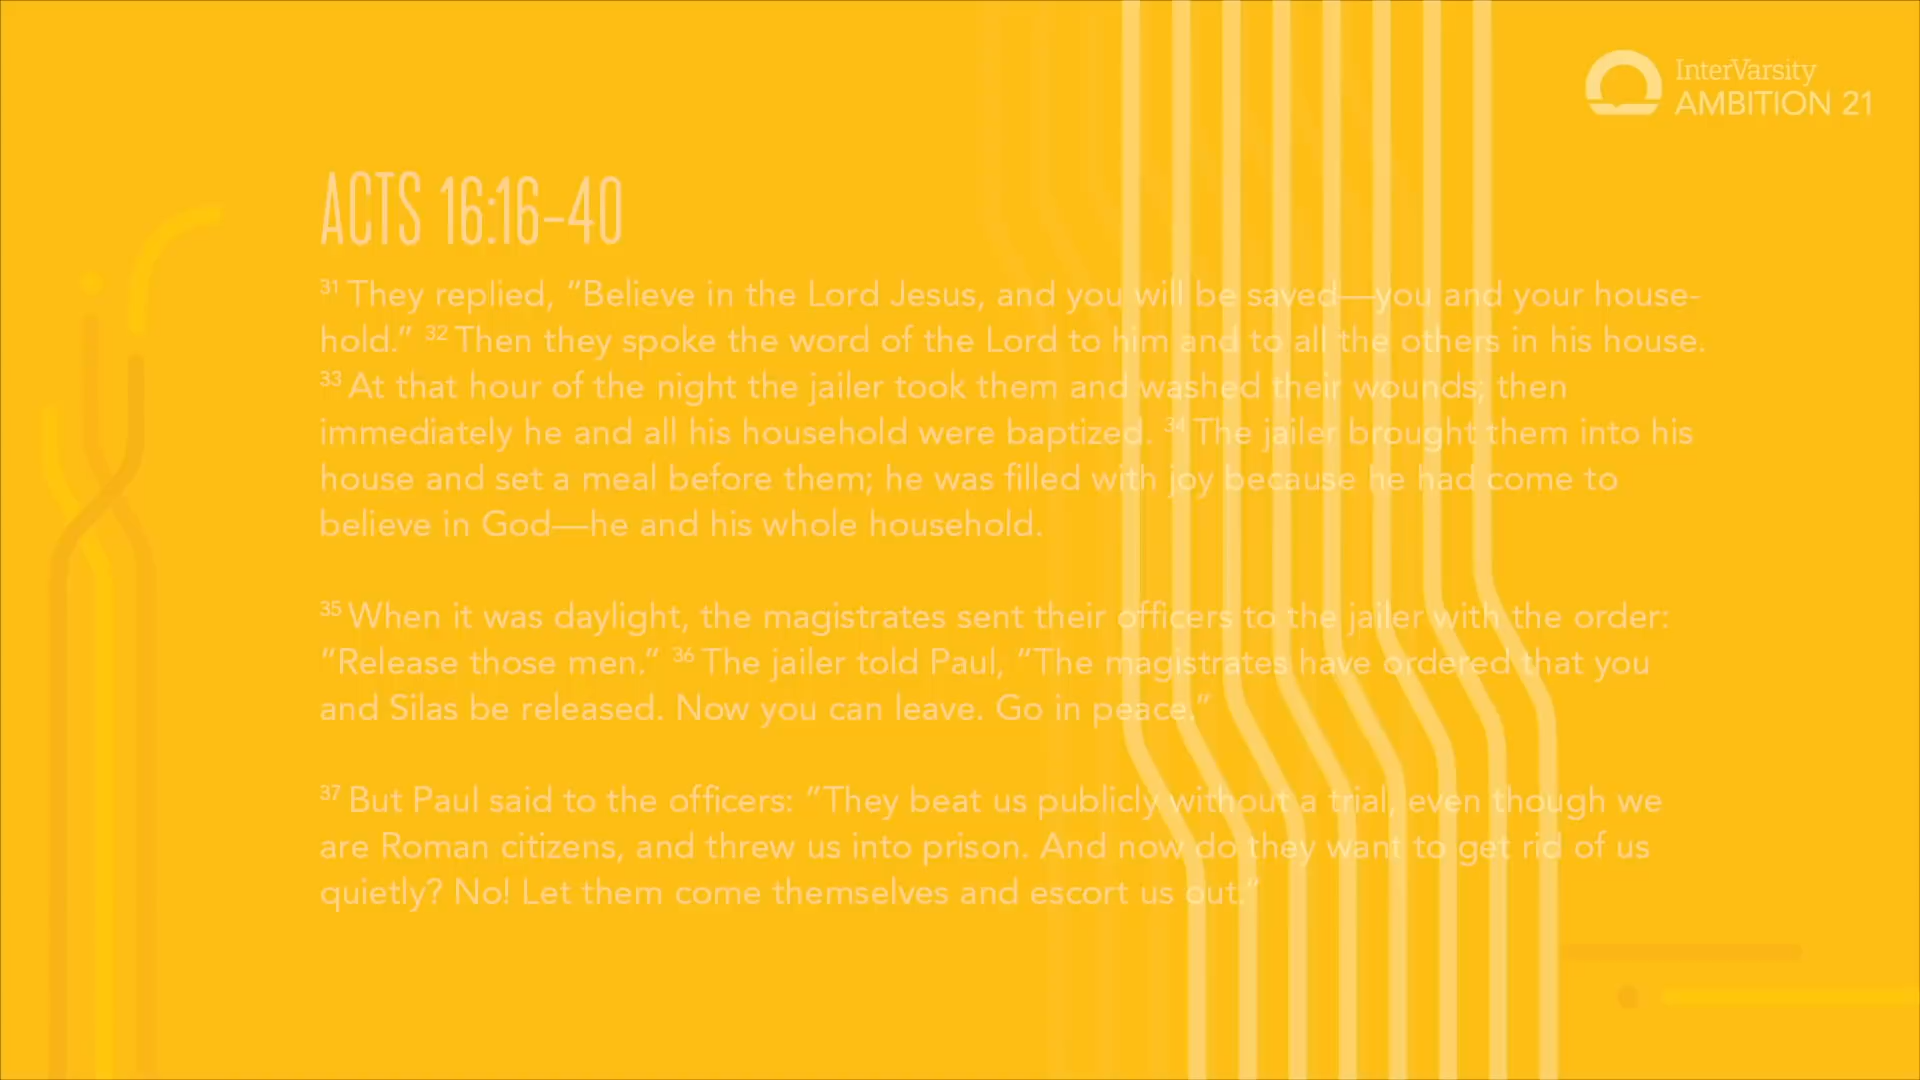 InterVarsity
AMBITION 21
ACTS 16:16–40
31 They replied, “Believe in the Lord Jesus, and you will be saved—you and your house-
hold.” 32 Then they spoke the word of the Lord to him and to all the others in his house.
33 At that hour of the night the jailer took them and washed their wounds; then
immediately he and all his household were baptized. 34 The jailer brought them into his
house and set a meal before them; he was filled with joy because he had come to
believe in God—he and his whole household.
35 When it was daylight, the magistrates sent their officers to the jailer with the order:
“Release those men.” 36 The jailer told Paul, “The magistrates have ordered that you
and Silas be released. Now you can leave. Go in peace.”
37 But Paul said to the officers: “They beat us publicly without a trial, even though we
are Roman citizens, and threw us into prison. And now do they want to get rid of us
quietly? No! Let them come themselves and escort us out.”